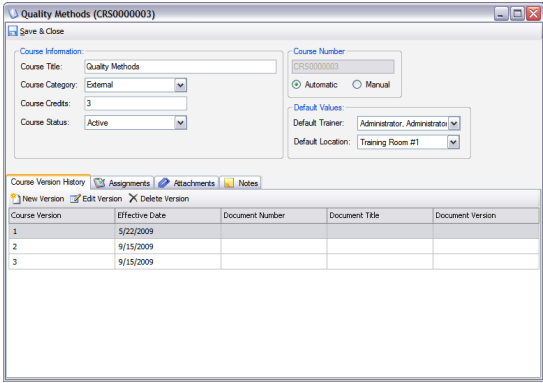 Quality Methods (CRS0000003)
Save & Close
Course Information:
Course Title: Quality Methods
Course Category: External
Course Credits: 3
Course Status: Active
Course Number
CRS0000003
Automatic Manual
Default Values:
Default Trainer: Administrator, Administrator
Default Location: Training Room #1
Course Version History Assignments Attachments Notes
New Version Edit Version Delete Version
Course Version Effective Date Document Number Document Title Document Version
1 5/22/2009
2 9/15/2009
3 9/15/2009